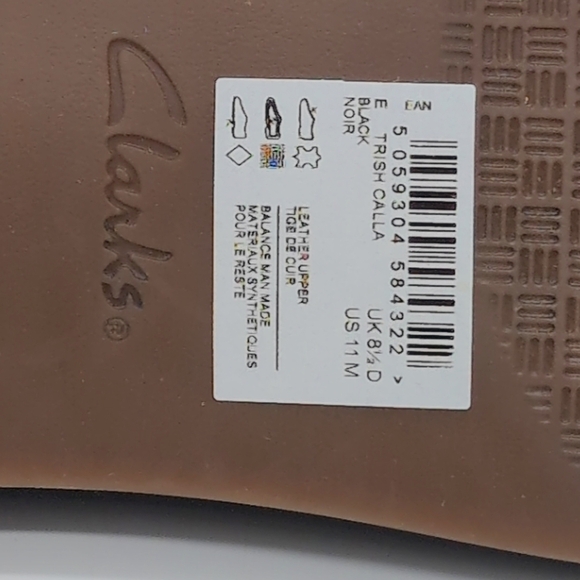 Clarks®
EAN
5 059304 584322 >
E. TRISH CALLA UK 8½ D
BLACK US 11 M
NOIR
LEATHER UPPER
TIGE DE CUIR
BALANCE MAN MADE
MATERIAUX SYNTHETIQUES
POUR LE RESTE